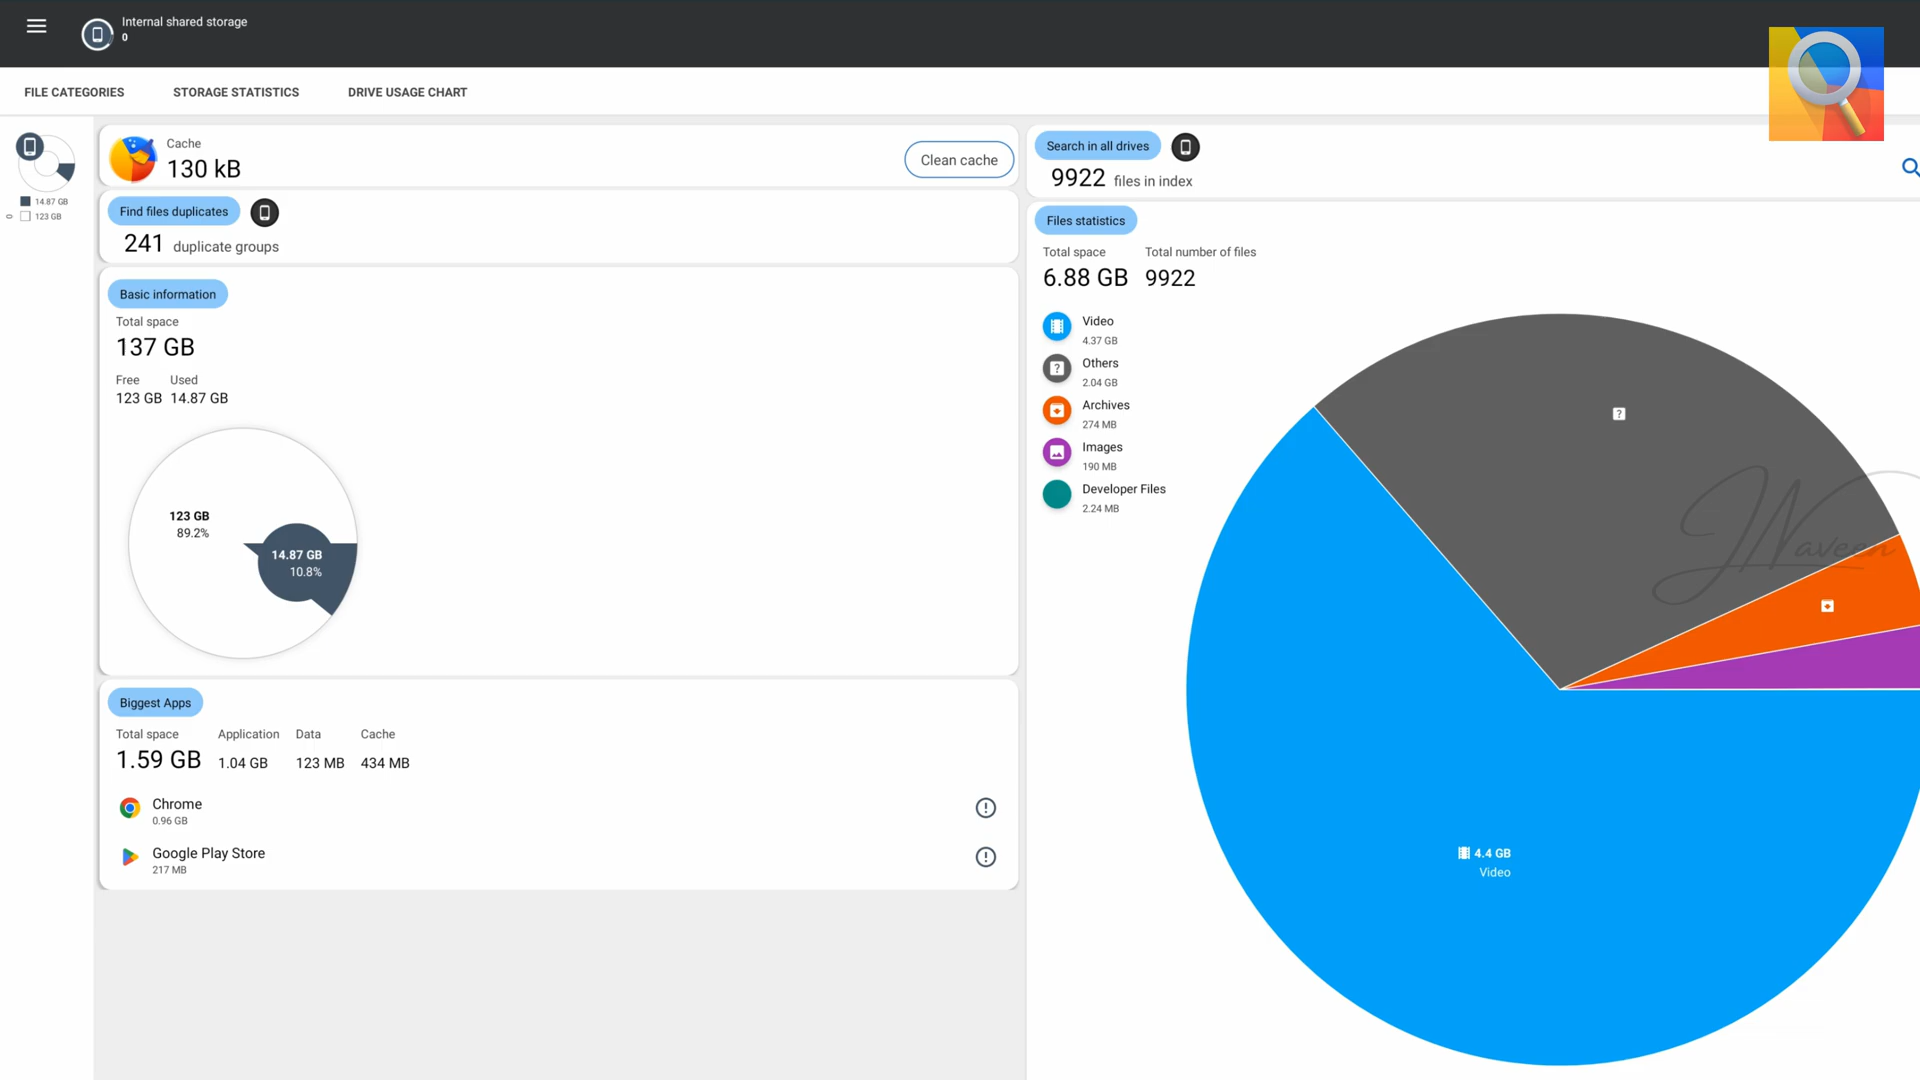 Internal shared storage
0
FILE CATEGORIES
STORAGE STATISTICS
DRIVE USAGE CHART
14.87 GB
0
123 GB
Cache
130 kB
Clean cache
Find files duplicates
241 duplicate groups
Basic information
Total space
137 GB
Free Used
123 GB 14.87 GB
123 GB
89.2%
14.87 GB
10.8%
Biggest Apps
Total space Application Data Cache
1.59 GB 1.04 GB 123 MB 434 MB
Chrome
0.96 GB
Google Play Store
217 MB
Search in all drives
9922 files in index
Files statistics
Total space Total number of files
6.88 GB 9922
Video
4.37 GB
Others
2.04 GB
Archives
274 MB
Images
190 MB
Developer Files
2.24 MB
?
JNaveen
4.4 GB
Video